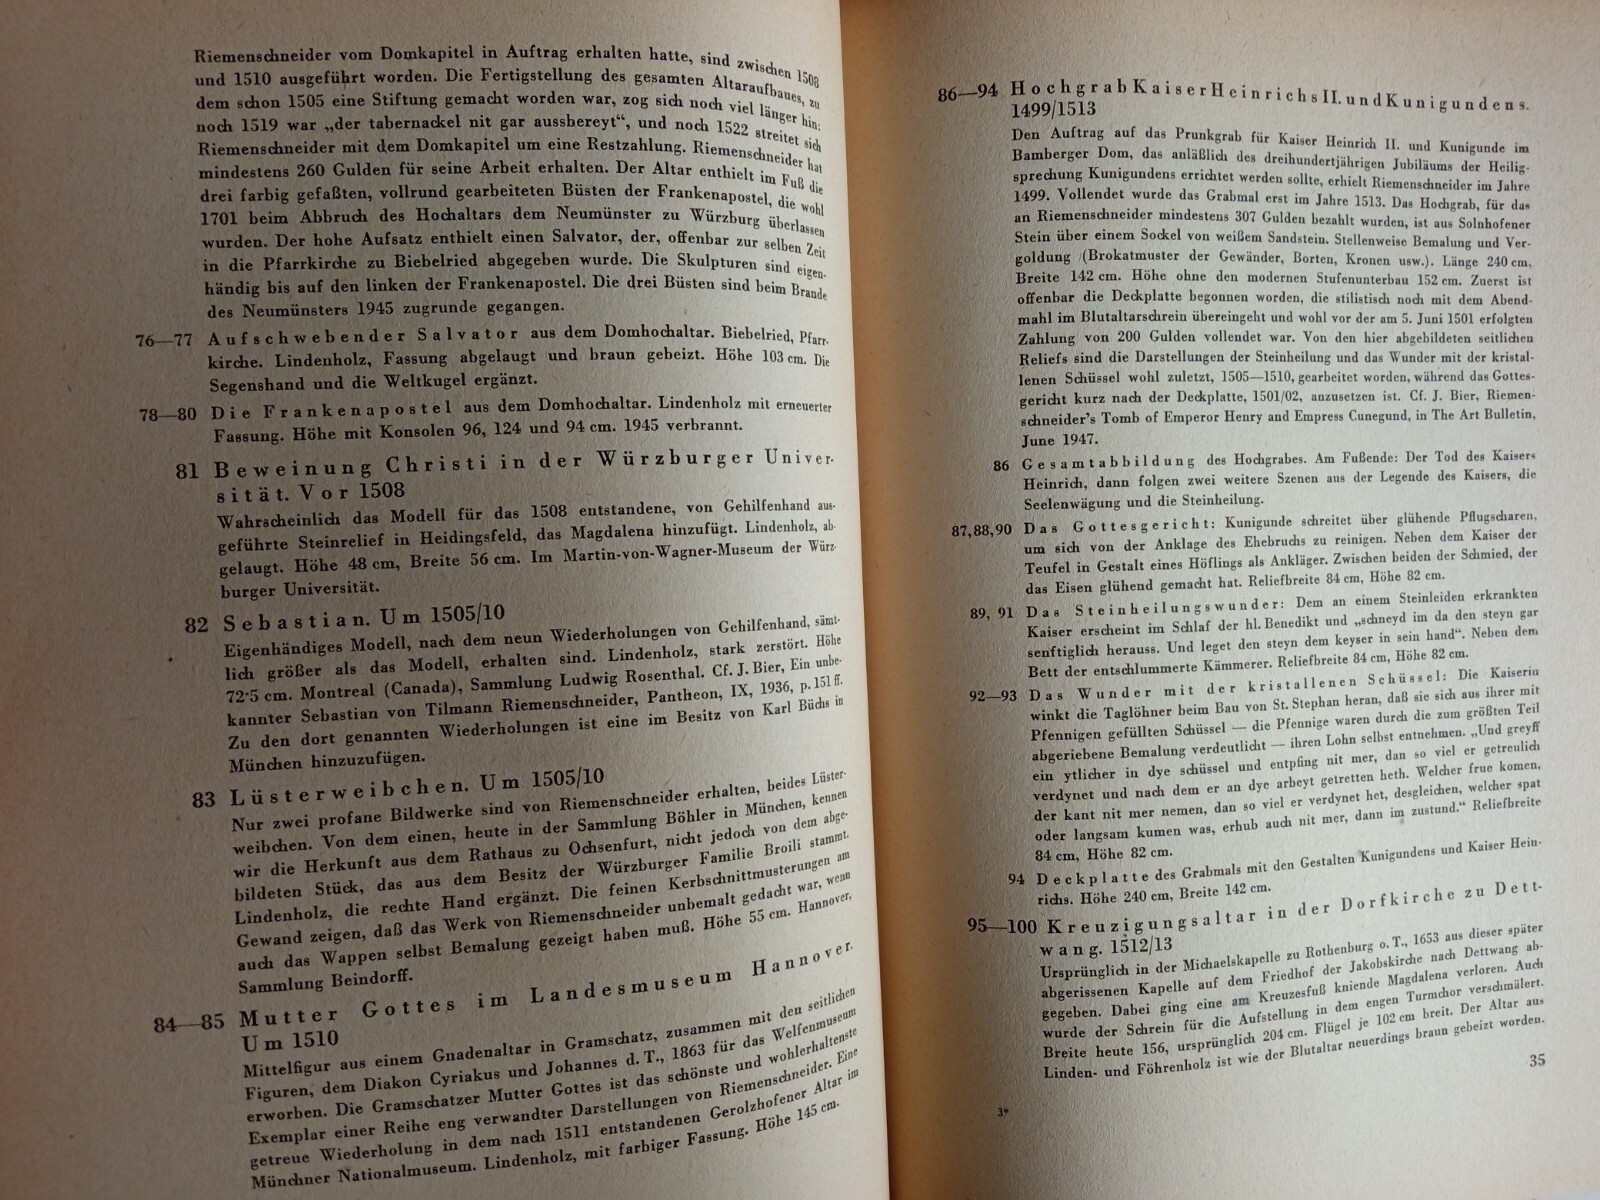 Riemenschneider vom Domkapitel in Auftrag erhalten hatte, sind zwischen 1508
und 1510 ausgeführt worden. Die Fertigstellung des gesamten Altaraufbaues, zu
dem schon 1505 eine Stiftung gemacht worden war, zog sich noch viel länger hin:
noch 1519 war „der tabernackel nit gar aussbereyt“, und noch 1522 streitet sich
Riemenschneider mit dem Domkapitel um eine Restzahlung. Riemenschneider hat
mindestens 260 Gulden für seine Arbeit erhalten. Der Altar enthielt im Fuß die
drei farbig gefaßten, vollrund gearbeiteten Büsten der Frankenapostel, die wohl
1701 beim Abbruch des Hochaltars dem Neumünster zu Würzburg überlassen
wurden. Der hohe Aufsatz enthielt einen Salvator, der, offenbar zur selben Zeit
in die Pfarrkirche zu Biebelried abgegeben wurde. Die Skulpturen sind eigen-
händig bis auf den linken der Frankenapostel. Die drei Büsten sind beim Brande
des Neumünsters 1945 zugrunde gegangen.
76—77 Aufschwebender Salvator aus dem Domhochaltar. Biebelried, Pfarr-
kirche. Lindenholz, Fassung abgelaugt und braun gebeizt. Höhe 103 cm. Die
Segenshand und die Weltkugel ergänzt.
78—80 Die Frankenapostel aus dem Domhochaltar. Lindenholz mit erneuerter
Fassung. Höhe mit Konsolen 96, 124 und 94 cm. 1945 verbrannt.
81 Beweinung Christi in der Würzburger Univer-
sität. Vor 1508
Wahrscheinlich das Modell für das 1508 entstandene, von Gehilfenhand aus-
geführte Steinrelief in Heidingsfeld, das Magdalena hinzufügt. Lindenholz, ab-
gelaugt. Höhe 48 cm, Breite 56 cm. Im Martin-von-Wagner-Museum der Würz-
burger Universität.
82 Sebastian. Um 1505/10
Eigenhändiges Modell, nach dem neun Wiederholungen von Gehilfenhand, sämt-
lich größer als das Modell, erhalten sind. Lindenholz, stark zerstört. Höhe
72·5 cm. Montreal (Canada), Sammlung Ludwig Rosenthal. Cf. J. Bier, Ein unbe-
kannter Sebastian von Tilmann Riemenschneider, Pantheon, IX, 1936, p. 151 ff.
Zu den dort genannten Wiederholungen ist eine im Besitz von Karl Büchs in
München hinzuzufügen.
83 Lüsterweibchen. Um 1505/10
Nur zwei profane Bildwerke sind von Riemenschneider erhalten, beides Lüster-
weibchen. Von dem einen, heute in der Sammlung Böhler in München, kennen
wir die Herkunft aus dem Rathaus zu Ochsenfurt, nicht jedoch von dem abge-
bildeten Stück, das aus dem Besitz der Würzburger Familie Broili stammt.
Lindenholz, die rechte Hand ergänzt. Die feinen Kerbschnittmusterungen am
Gewand zeigen, daß das Werk von Riemenschneider unbemalt gedacht war, wenn
auch das Wappen selbst Bemalung gezeigt haben muß. Höhe 55 cm. Hannover,
Sammlung Beindorff.
84—85 Mutter Gottes im Landesmuseum Hannover.
Um 1510
Mittelfigur aus einem Gnadenaltar in Gramschatz, zusammen mit den seitlichen
Figuren, dem Diakon Cyriakus und Johannes d. T., 1863 für das Welfenmuseum
erworben. Die Gramschatzer Mutter Gottes ist das schönste und wohlerhaltenste
Exemplar einer Reihe eng verwandter Darstellungen von Riemenschneider. Eine
getreue Wiederholung in dem nach 1511 entstandenen Gerolzhofener Altar im
Münchner Nationalmuseum. Lindenholz, mit farbiger Fassung. Höhe 145 cm.
86—94 Hochgrab Kaiser Heinrichs II. und Kunigundens.
1499/1513
Den Auftrag auf das Prunkgrab für Kaiser Heinrich II. und Kunigunde im
Bamberger Dom, das anläßlich des dreihundertjährigen Jubiläums der Heilig-
sprechung Kunigundens errichtet werden sollte, erhielt Riemenschneider im Jahre
1499. Vollendet wurde das Grabmal erst im Jahre 1513. Das Hochgrab, für das
an Riemenschneider mindestens 307 Gulden bezahlt wurden, ist aus Solnhofener
Stein über einem Sockel von weißem Sandstein. Stellenweise Bemalung und Ver-
goldung (Brokatmuster der Gewänder, Borten, Kronen usw.). Länge 240 cm,
Breite 142 cm. Höhe ohne den modernen Stufenunterbau 152 cm. Zuerst ist
offenbar die Deckplatte begonnen worden, die stilistisch noch mit dem Abend-
mahl im Blutaltarschrein übereingeht und wohl vor der am 5. Juni 1501 erfolgten
Zahlung von 200 Gulden vollendet war. Von den hier abgebildeten seitlichen
Reliefs sind die Darstellungen der Steinheilung und das Wunder mit der kristal-
lenen Schüssel wohl zuletzt, 1505—1510, gearbeitet worden, während das Gottes-
gericht kurz nach der Deckplatte, 1501/02, anzusetzen ist. Cf. J. Bier, Riemen-
schneider's Tomb of Emperor Henry and Empress Cunegund, in The Art Bulletin,
June 1947.
86 Gesamtabbildung des Hochgrabes. Am Fußende: Der Tod des Kaisers
Heinrich, dann folgen zwei weitere Szenen aus der Legende des Kaisers, die
Seelenwägung und die Steinheilung.
87,88,90 Das Gottesgericht: Kunigunde schreitet über glühende Pflugscharen,
um sich von der Anklage des Ehebruchs zu reinigen. Neben dem Kaiser der
Teufel in Gestalt eines Höflings als Ankläger. Zwischen beiden der Schmied, der
das Eisen glühend gemacht hat. Reliefbreite 84 cm, Höhe 82 cm.
89, 91 Das Steinheilungswunder: Dem an einem Steinleiden erkrankten
Kaiser erscheint im Schlaf der hl. Benedikt und „schneyd im da den steyn gar
senftiglich herauss. Und leget den steyn dem keyser in sein hand“. Neben dem
Bett der entschlummerte Kämmerer. Reliefbreite 84 cm, Höhe 82 cm.
92—93 Das Wunder mit der kristallenen Schüssel: Die Kaiserin
winkt die Taglöhner beim Bau von St. Stephan heran, daß sie sich aus ihrer mit
Pfennigen gefüllten Schüssel — die Pfennige waren durch die zum größten Teil
abgeriebene Bemalung verdeutlicht — ihren Lohn selbst entnehmen. „Und greyff
ein ytlicher in dye schüssel und entpfing nit mer, dan so viel er getreulich
verdynet und nach dem er an dye arbeyt getretten heth. Welcher frue komen,
der kant nit mer nemen, dan so viel er verdynet het, desgleichen, welcher spat
oder langsam kumen was, erhub auch nit mer, dann im zustund.“ Reliefbreite
84 cm, Höhe 82 cm.
94 Deckplatte des Grabmals mit den Gestalten Kunigundens und Kaiser Hein-
richs. Höhe 240 cm, Breite 142 cm.
95—100 Kreuzigungsaltar in der Dorfkirche zu Dett-
wang. 1512/13
Ursprünglich in der Michaelskapelle zu Rothenburg o. T., 1653 aus dieser später
abgerissenen Kapelle auf dem Friedhof der Jakobskirche nach Dettwang ab-
gegeben. Dabei ging eine am Kreuzesfuß kniende Magdalena verloren. Auch
wurde der Schrein für die Aufstellung in dem engen Turmchor verschmälert.
Breite heute 156, ursprünglich 204 cm. Flügel je 102 cm breit. Der Altar aus
Linden- und Föhrenholz ist wie der Blutaltar neuerdings braun gebeizt worden.
35
3*